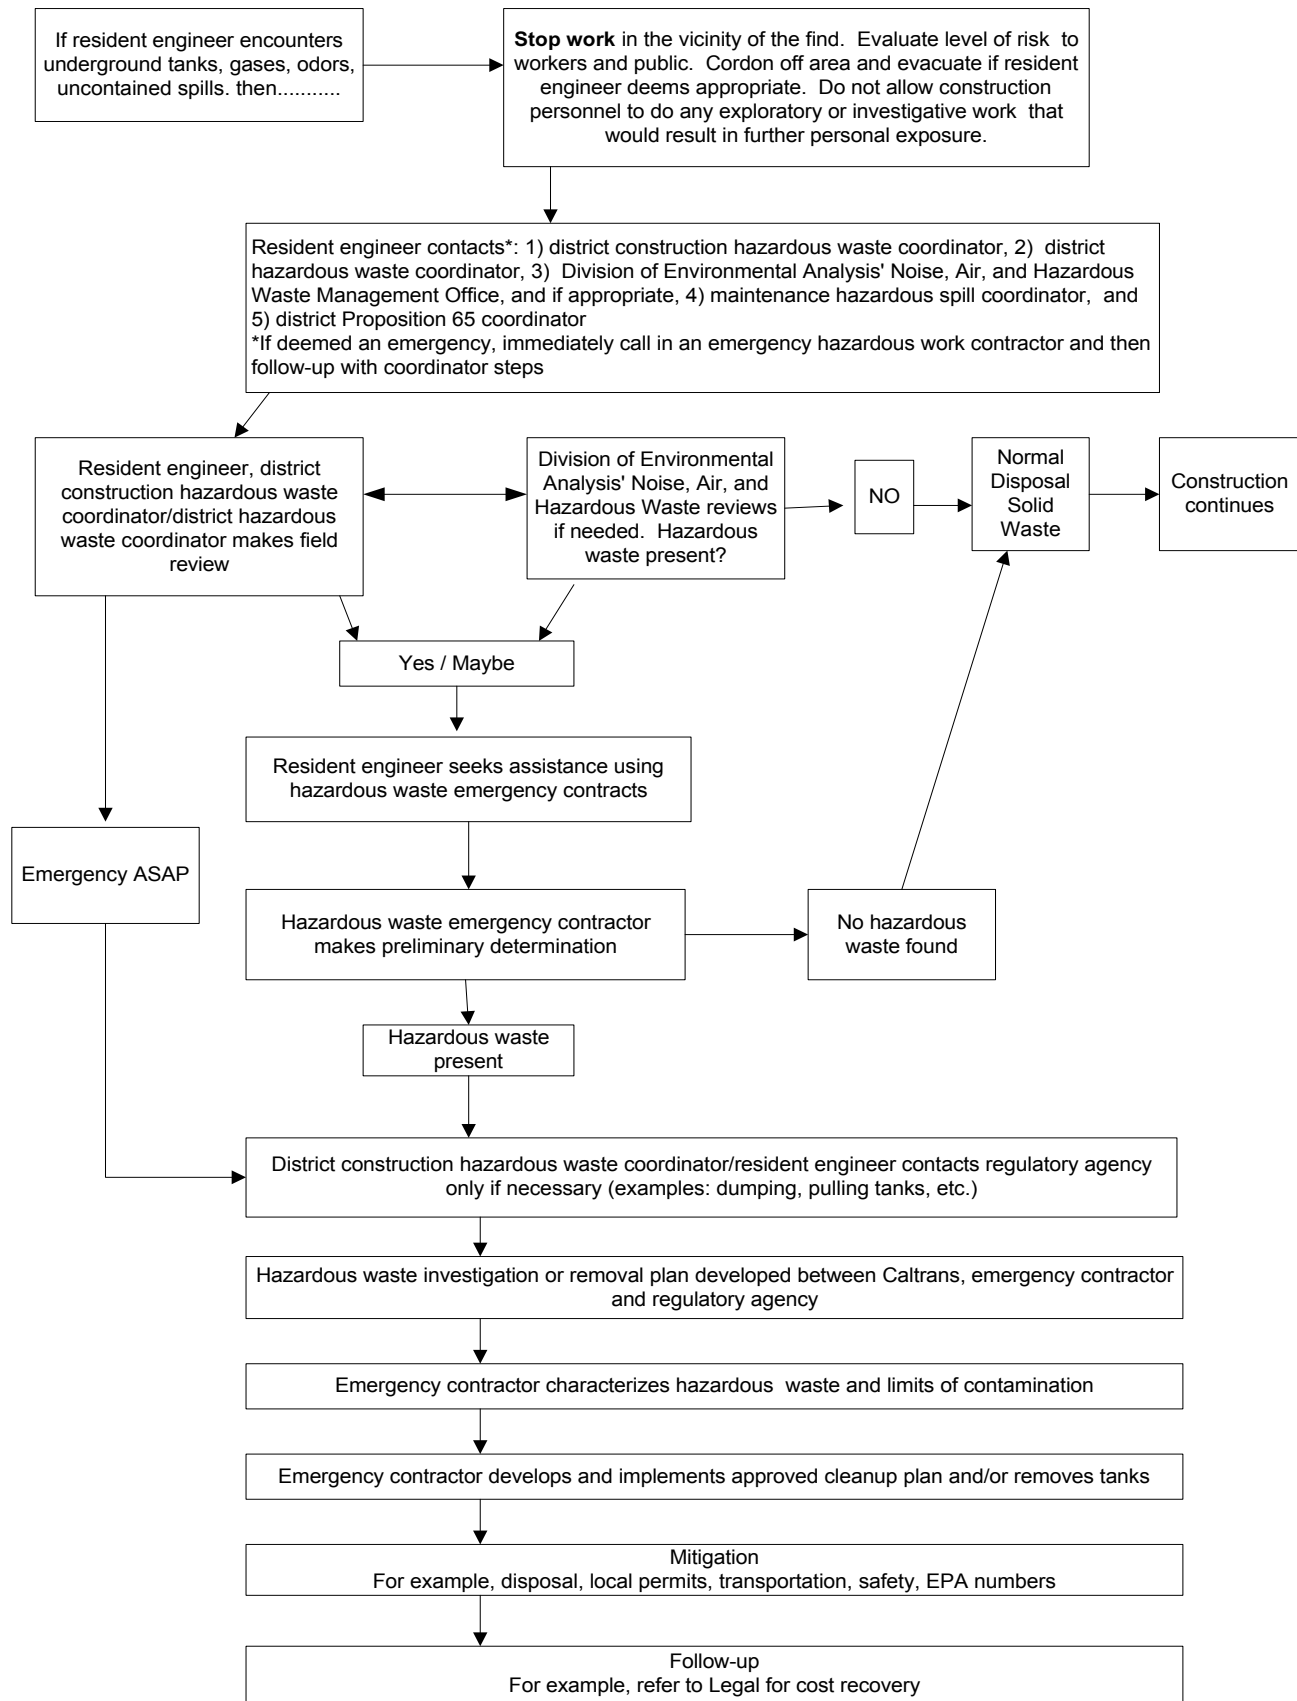 If resident engineer encounters
underground tanks, gases, odors,
uncontained spills. then...........
Stop work in the vicinity of the find.  Evaluate level of risk  to
workers and public.  Cordon off area and evacuate if resident
engineer deems appropriate.  Do not allow construction
personnel to do any exploratory or investigative work  that
would result in further personal exposure.
Resident engineer contacts*: 1) district construction hazardous waste coordinator, 2)  district
hazardous waste coordinator, 3)  Division of Environmental Analysis' Noise, Air, and Hazardous
Waste Management Office, and if appropriate, 4) maintenance hazardous spill coordinator,  and
5) district Proposition 65 coordinator
*If deemed an emergency, immediately call in an emergency hazardous work contractor and then
follow-up with coordinator steps
Resident engineer, district
construction hazardous waste
coordinator/district hazardous
waste coordinator makes field
review
Division of Environmental
Analysis' Noise, Air, and
Hazardous Waste reviews
if needed.  Hazardous
waste present?
NO
Normal
Disposal
Solid
Waste
Construction
continues
Yes / Maybe
Resident engineer seeks assistance using
hazardous waste emergency contracts
Emergency ASAP
Hazardous waste emergency contractor
makes preliminary determination
No hazardous
waste found
Hazardous waste
present
District construction hazardous waste coordinator/resident engineer contacts regulatory agency
only if necessary (examples: dumping, pulling tanks, etc.)
Hazardous waste investigation or removal plan developed between Caltrans, emergency contractor
and regulatory agency
Emergency contractor characterizes hazardous  waste and limits of contamination
Emergency contractor develops and implements approved cleanup plan and/or removes tanks
Mitigation
For example, disposal, local permits, transportation, safety, EPA numbers
Follow-up
For example, refer to Legal for cost recovery